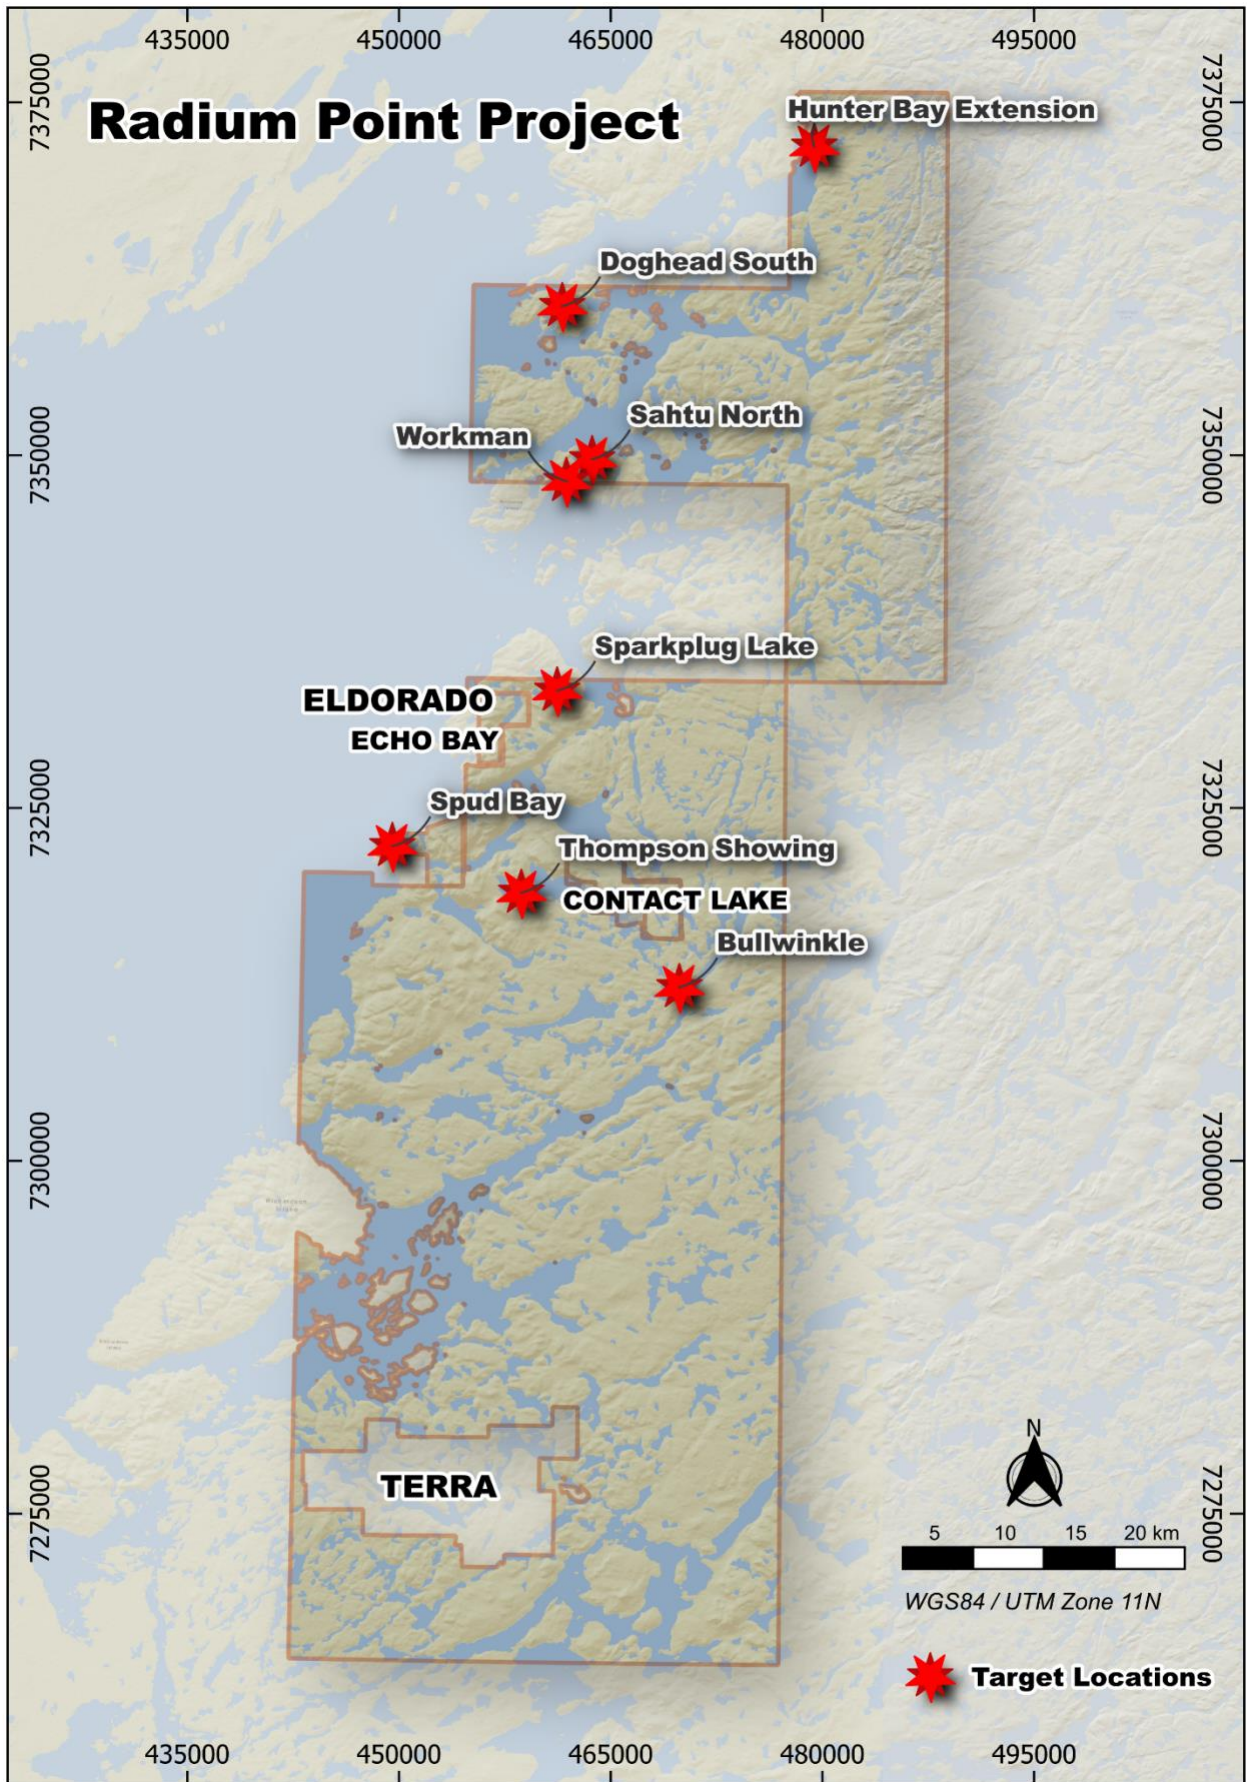 435000
450000
465000
480000
495000
7375000
7375000
Radium Point Project
Hunter Bay Extension
Doghead South
Sahtu North
Workman
7350000
7350000
Sparkplug Lake
ELDORADO
ECHO BAY
Spud Bay
7325000
7325000
Thompson Showing
CONTACT LAKE
Bullwinkle
7300000
7300000
TERRA
7275000
7275000
N
5 10 15 20 km
WGS84 / UTM Zone 11N
Target Locations
435000
450000
465000
480000
495000